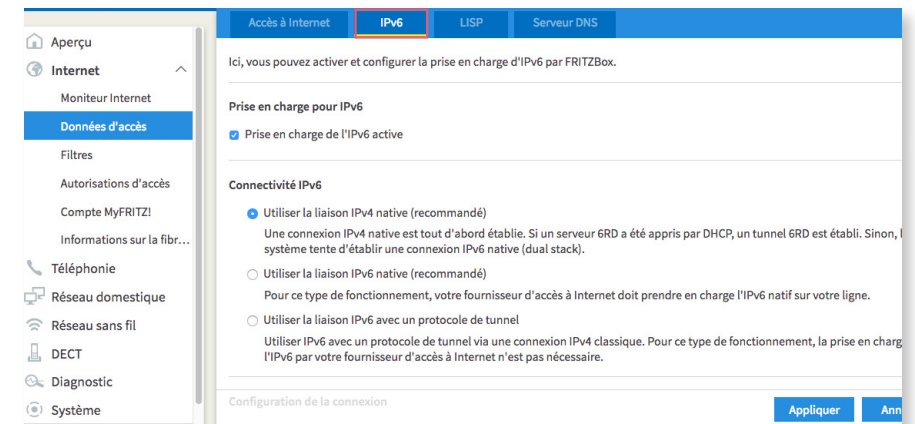 Accès à Internet
IPv6
LISP
Serveur DNS
Aperçu
Internet
Moniteur Internet
Données d'accès
Filtres
Autorisations d'accès
Compte MyFRITZ!
Informations sur la fibr...
Téléphonie
Réseau domestique
Réseau sans fil
DECT
Diagnostic
Système
Ici, vous pouvez activer et configurer la prise en charge d'IPv6 par FRITZBox.
Prise en charge pour IPv6
Prise en charge de l'IPv6 active
Connectivité IPv6
Utiliser la liaison IPv4 native (recommandé)
Une connexion IPv4 native est tout d'abord établie. Si un serveur 6RD a été appris par DHCP, un tunnel 6RD est établi. Sinon,
système tente d'établir une connexion IPv6 native (dual stack).
Utiliser la liaison IPv6 native (recommandé)
Pour ce type de fonctionnement, votre fournisseur d'accès à Internet doit prendre en charge l'IPv6 natif sur votre ligne.
Utiliser la liaison IPv6 avec un protocole de tunnel
Utiliser IPv6 avec un protocole de tunnel via une connexion IPv4 classique. Pour ce type de fonctionnement, la prise en charg
l'IPv6 par votre fournisseur d'accès à Internet n'est pas nécessaire.
Configuration de la connexion
Appliquer
Ann